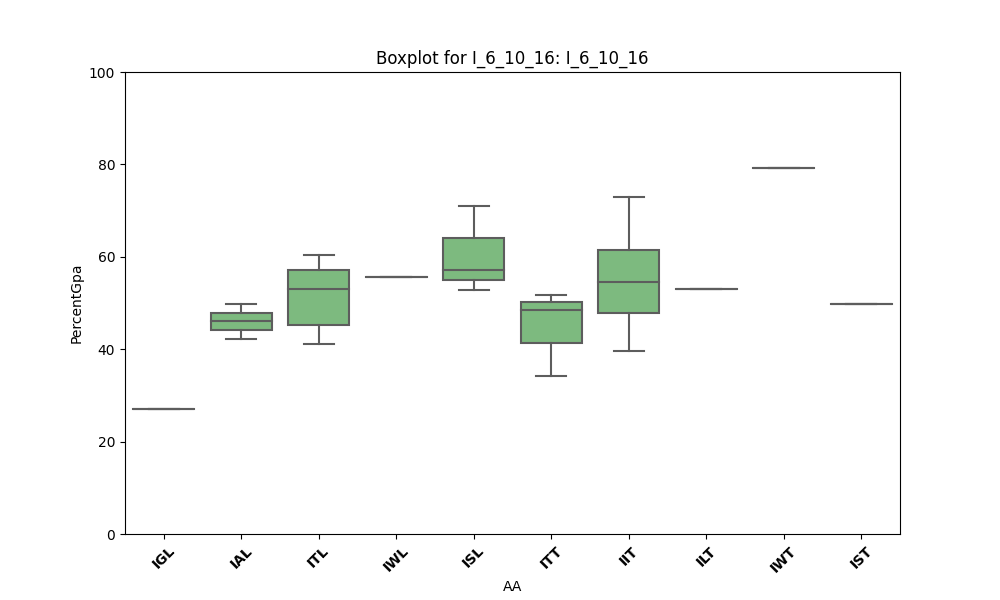 Boxplot for I_6_10_16: I_6_10_16
PercentGpa
100
80
60
40
20
0
IGL IAL ITL IWL ISL ITT IIT ILT IWT IST
AA